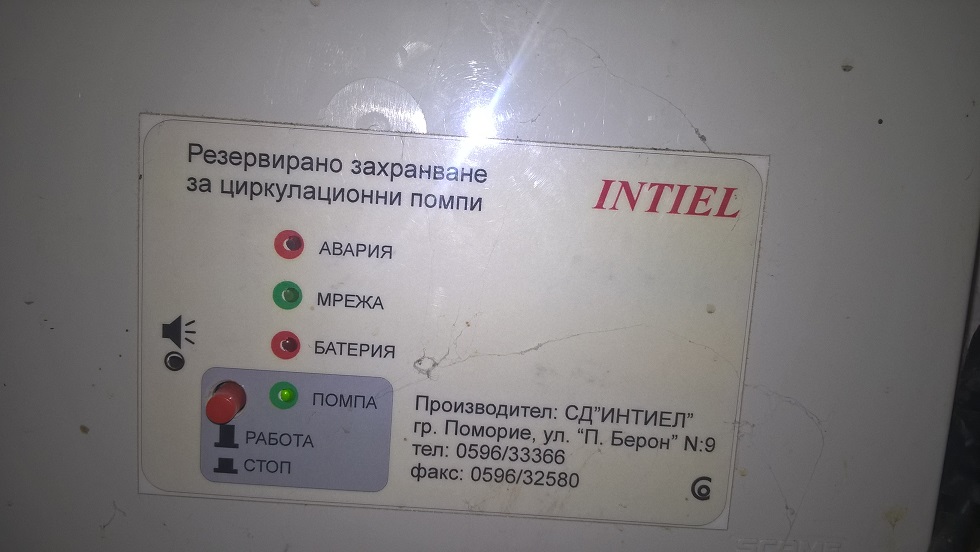 Резервирано захранване
за циркулационни помпи
INTIEL
АВАРИЯ
МРЕЖА
БАТЕРИЯ
ПОМПА
РАБОТА
СТОП
Производител: СД"ИНТИЕЛ"
гр. Поморие, ул. “П. Берон” N:9
тел: 0596/33366
факс: 0596/32580